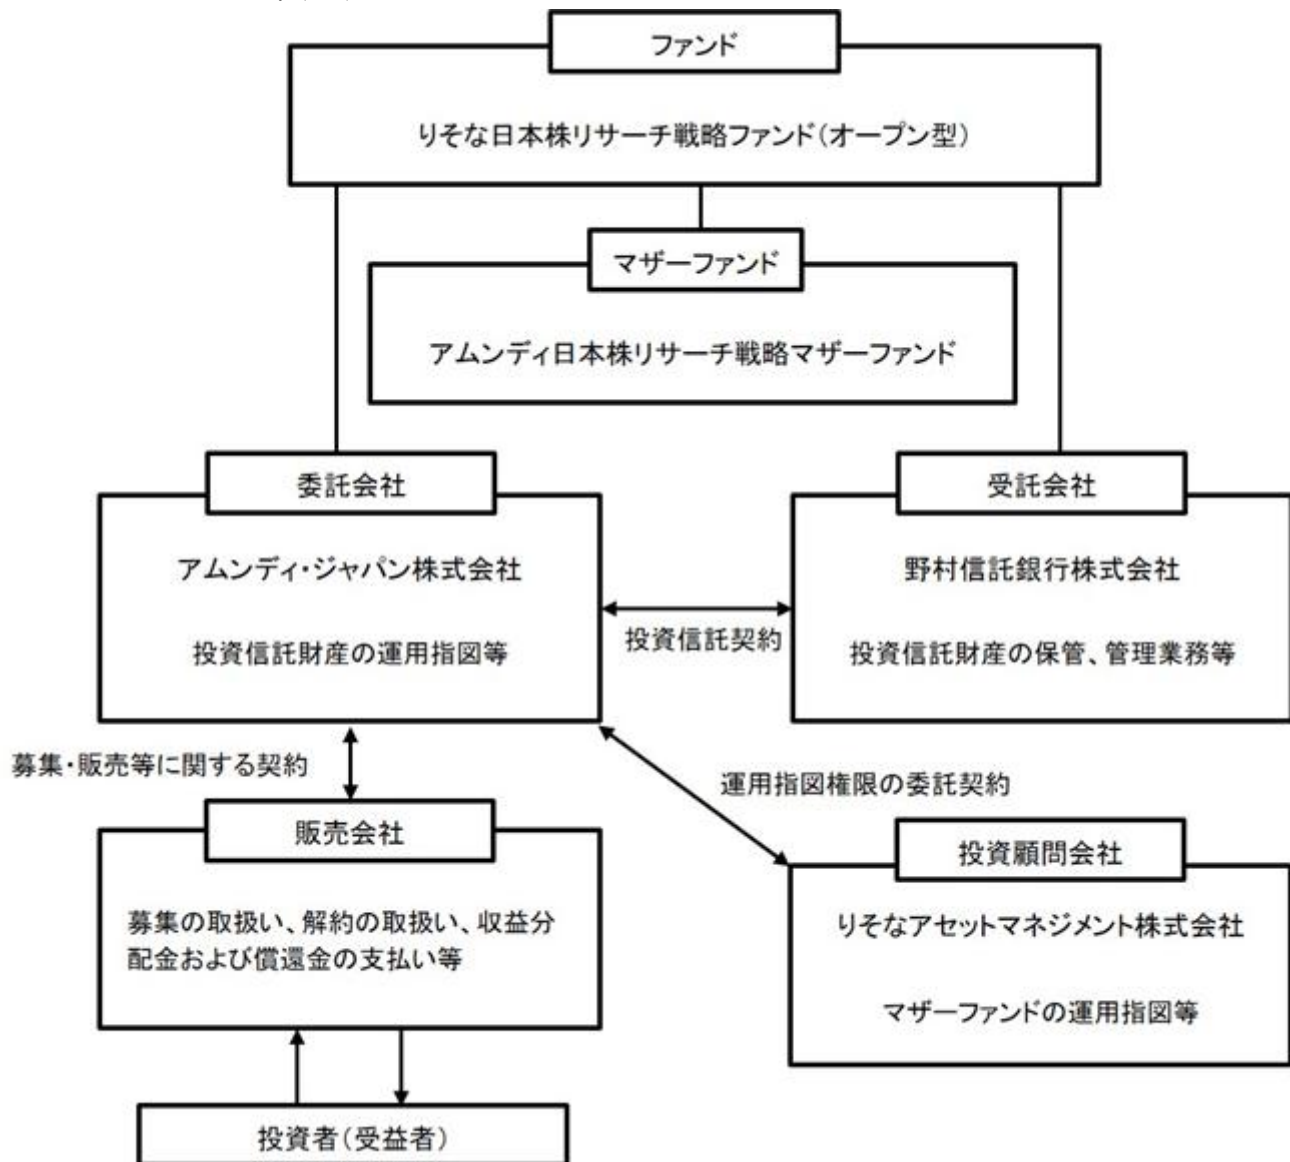 ファンド
りそな日本株リサーチ戦略ファンド(オープン型)
マザーファンド
アムンディ日本株リサーチ戦略マザーファンド
委託会社
アムンディ・ジャパン株式会社
投資信託財産の運用指図等
投資信託契約
受託会社
野村信託銀行株式会社
投資信託財産の保管、管理業務等
募集・販売等に関する契約
運用指図権限の委託契約
販売会社
募集の取扱い、解約の取扱い、収益分
配金および償還金の支払い等
投資顧問会社
りそなアセットマネジメント株式会社
マザーファンドの運用指図等
投資者(受益者)